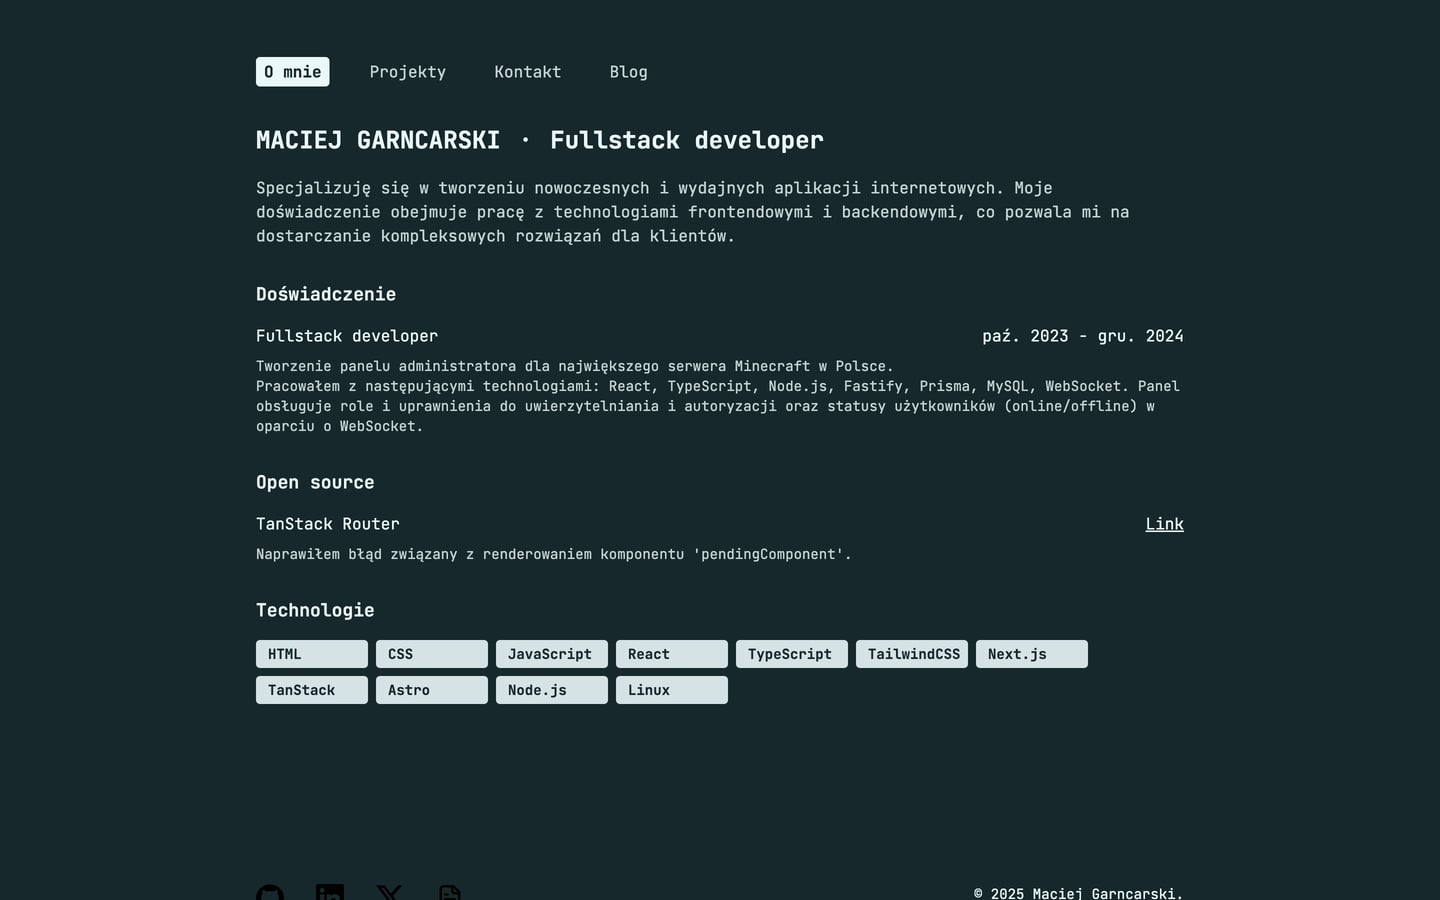 O mnie Projekty Kontakt Blog
MACIEJ GARNCARSKI · Fullstack developer
Specjalizuję się w tworzeniu nowoczesnych i wydajnych aplikacji internetowych. Moje
doświadczenie obejmuje pracę z technologiami frontendowymi i backendowymi, co pozwala mi na
dostarczanie kompleksowych rozwiązań dla klientów.
Doświadczenie
Fullstack developer paź. 2023 - gru. 2024
Tworzenie panelu administratora dla największego serwera Minecraft w Polsce.
Pracowałem z następującymi technologiami: React, TypeScript, Node.js, Fastify, Prisma, MySQL, WebSocket. Panel
obsługuje role i uprawnienia do uwierzytelniania i autoryzacji oraz statusy użytkowników (online/offline) w
oparciu o WebSocket.
Open source
TanStack Router Link
Naprawiłem błąd związany z renderowaniem komponentu 'pendingComponent'.
Technologie
HTML CSS JavaScript React TypeScript TailwindCSS Next.js
TanStack Astro Node.js Linux
© 2025 Maciej Garncarski.